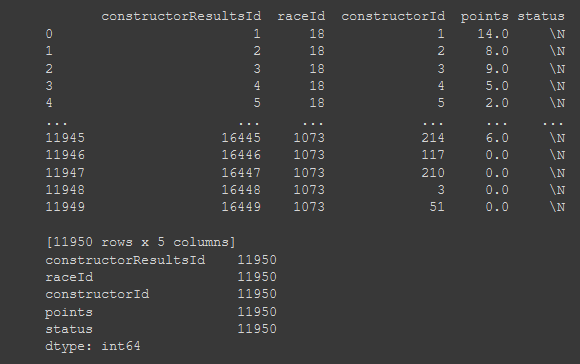 constructorResultsId raceId constructorId points status
0 1 18 1 14.0 \N
1 2 18 2 8.0 \N
2 3 18 3 9.0 \N
3 4 18 4 5.0 \N
4 5 18 5 2.0 \N
... ... ... ... ... ...
11945 16445 1073 214 6.0 \N
11946 16446 1073 117 0.0 \N
11947 16447 1073 210 0.0 \N
11948 16448 1073 3 0.0 \N
11949 16449 1073 51 0.0 \N
[11950 rows x 5 columns]
constructorResultsId 11950
raceId 11950
constructorId 11950
points 11950
status 11950
dtype: int64